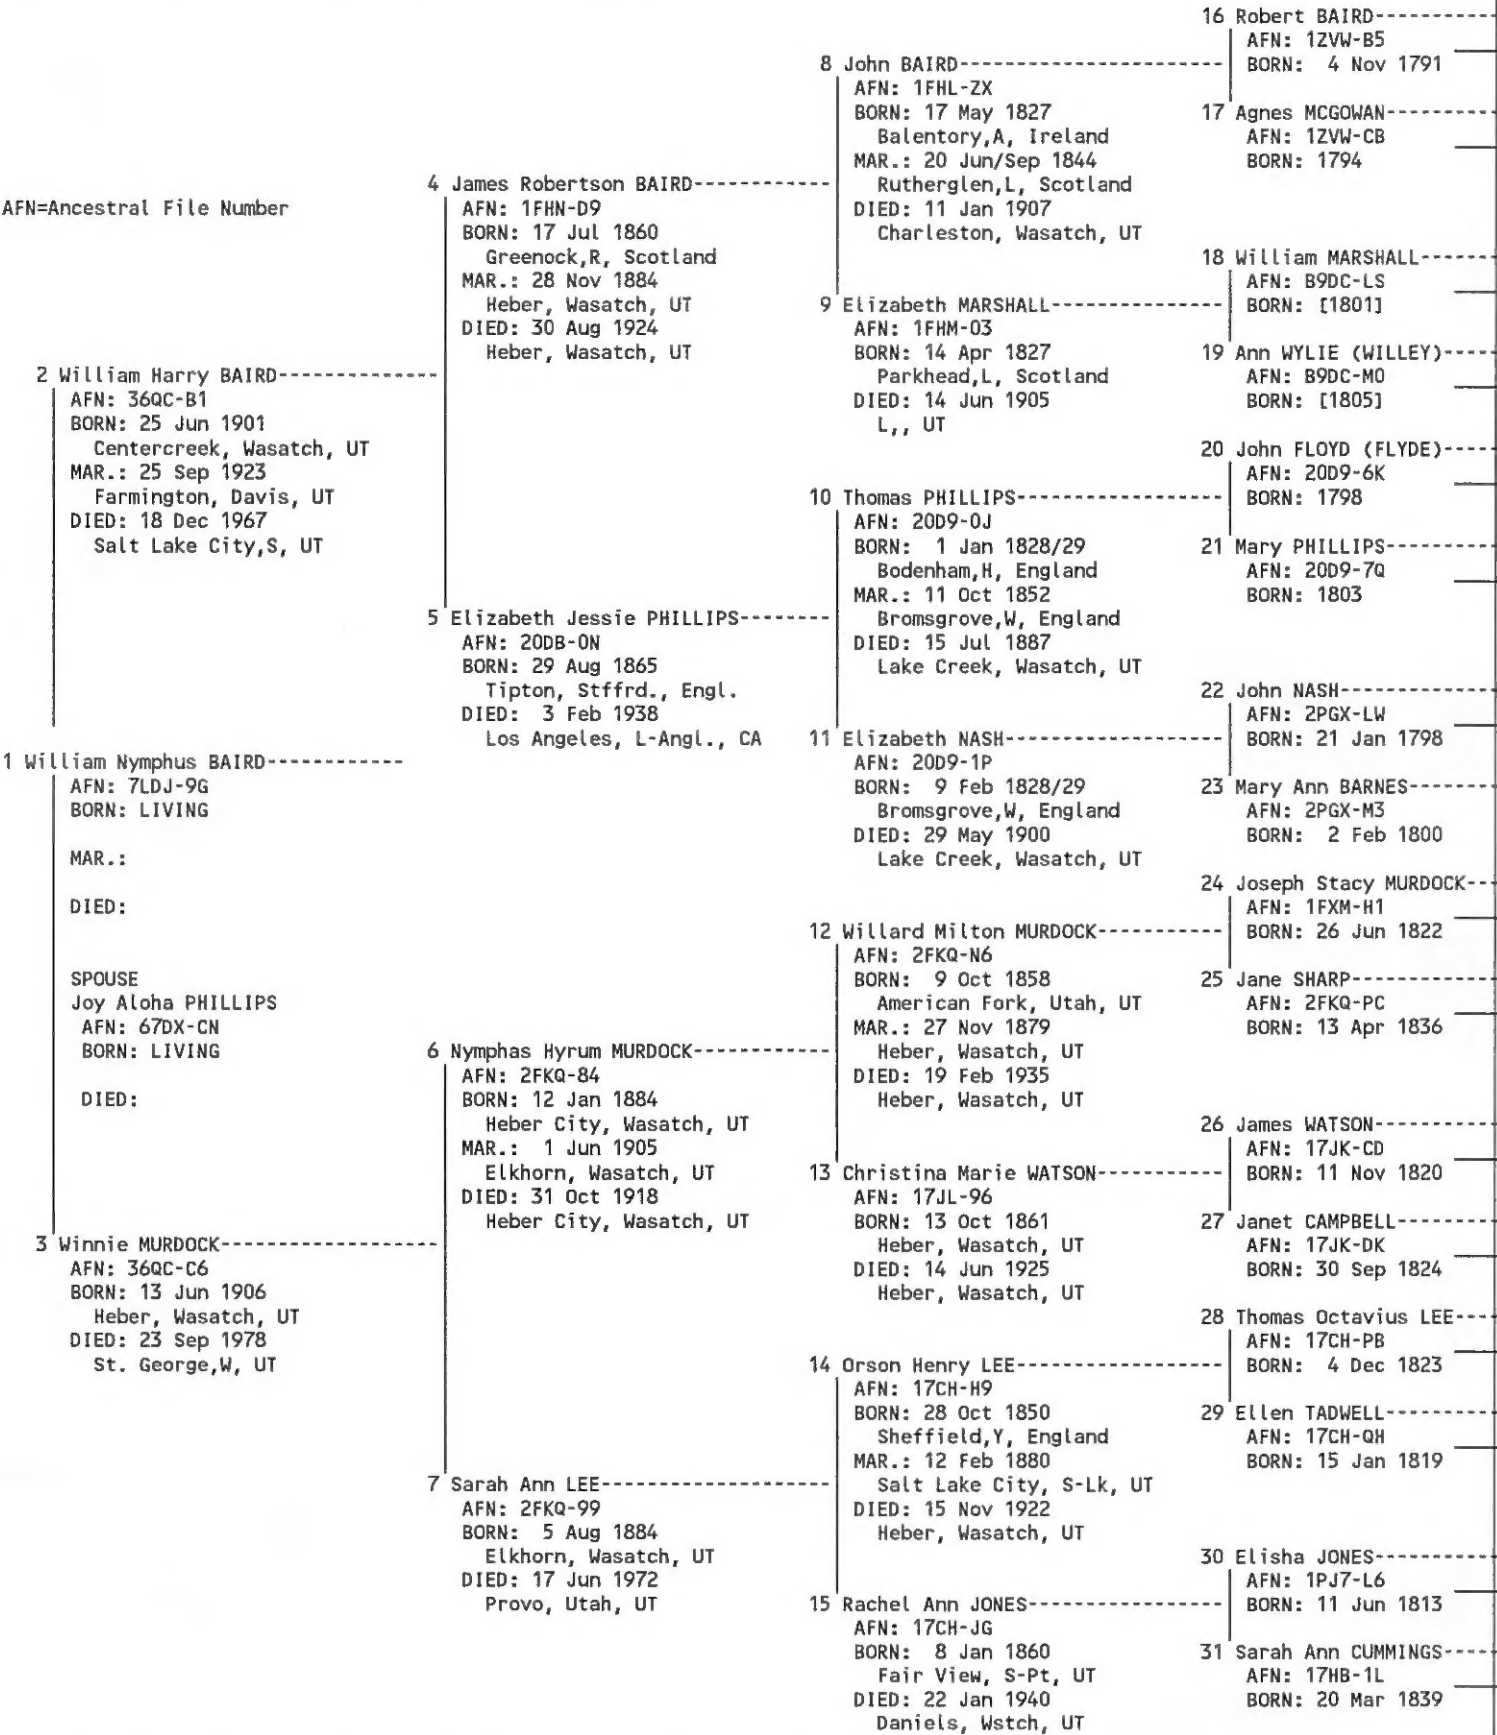 AFN=Ancestral File Number
1 William Nymphus BAIRD------------
AFN: 7LDJ-9G
BORN: LIVING
MAR.:
DIED:
SPOUSE
Joy Aloha PHILLIPS
AFN: 67DX-CN
BORN: LIVING
DIED:
2 William Harry BAIRD--------------
AFN: 36QC-B1
BORN: 25 Jun 1901
Centercreek, Wasatch, UT
MAR.: 25 Sep 1923
Farmington, Davis, UT
DIED: 18 Dec 1967
Salt Lake City,S, UT
3 Winnie MURDOCK-------------------
AFN: 36QC-C6
BORN: 13 Jun 1906
Heber, Wasatch, UT
DIED: 23 Sep 1978
St. George,W, UT
4 James Robertson BAIRD------------
AFN: 1FHN-D9
BORN: 17 Jul 1860
Greenock,R, Scotland
MAR.: 28 Nov 1884
Heber, Wasatch, UT
DIED: 30 Aug 1924
Heber, Wasatch, UT
5 Elizabeth Jessie PHILLIPS--------
AFN: 20DB-0N
BORN: 29 Aug 1865
Tipton, Stffrd., Engl.
DIED:  3 Feb 1938
Los Angeles, L-Angl., CA
6 Nymphas Hyrum MURDOCK------------
AFN: 2FKQ-84
BORN: 12 Jan 1884
Heber City, Wasatch, UT
MAR.:  1 Jun 1905
Elkhorn, Wasatch, UT
DIED: 31 Oct 1918
Heber City, Wasatch, UT
7 Sarah Ann LEE--------------------
AFN: 2FKQ-99
BORN:  5 Aug 1884
Elkhorn, Wasatch, UT
DIED: 17 Jun 1972
Provo, Utah, UT
8 John BAIRD-----------------------
AFN: 1FHL-ZX
BORN: 17 May 1827
Balentory,A, Ireland
MAR.: 20 Jun/Sep 1844
Rutherglen,L, Scotland
DIED: 11 Jan 1907
Charleston, Wasatch, UT
9 Elizabeth MARSHALL---------------
AFN: 1FHM-03
BORN: 14 Apr 1827
Parkhead,L, Scotland
DIED: 14 Jun 1905
L,, UT
10 Thomas PHILLIPS------------------
AFN: 20D9-0J
BORN:  1 Jan 1828/29
Bodenham,H, England
MAR.: 11 Oct 1852
Bromsgrove,W, England
DIED: 15 Jul 1887
Lake Creek, Wasatch, UT
11 Elizabeth NASH-------------------
AFN: 20D9-1P
BORN:  9 Feb 1828/29
Bromsgrove,W, England
DIED: 29 May 1900
Lake Creek, Wasatch, UT
12 Willard Milton MURDOCK-----------
AFN: 2FKQ-N6
BORN:  9 Oct 1858
American Fork, Utah, UT
MAR.: 27 Nov 1879
Heber, Wasatch, UT
DIED: 19 Feb 1935
Heber, Wasatch, UT
13 Christina Marie WATSON-----------
AFN: 17JL-96
BORN: 13 Oct 1861
Heber, Wasatch, UT
DIED: 14 Jun 1925
Heber, Wasatch, UT
14 Orson Henry LEE------------------
AFN: 17CH-H9
BORN: 28 Oct 1850
Sheffield,Y, England
MAR.: 12 Feb 1880
Salt Lake City, S-Lk, UT
DIED: 15 Nov 1922
Heber, Wasatch, UT
15 Rachel Ann JONES-----------------
AFN: 17CH-JG
BORN:  8 Jan 1860
Fair View, S-Pt, UT
DIED: 22 Jan 1940
Daniels, Wstch, UT
16 Robert BAIRD-----------
AFN: 1ZVW-B5
BORN:  4 Nov 1791
17 Agnes MCGOWAN----------
AFN: 1ZVW-CB
BORN: 1794
18 William MARSHALL-------
AFN: B9DC-LS
BORN: [1801]
19 Ann WYLIE (WILLEY)-----
AFN: B9DC-M0
BORN: [1805]
20 John FLOYD (FLYDE)-----
AFN: 20D9-6K
BORN: 1798
21 Mary PHILLIPS----------
AFN: 20D9-7Q
BORN: 1803
22 John NASH--------------
AFN: 2PGX-LW
BORN: 21 Jan 1798
23 Mary Ann BARNES--------
AFN: 2PGX-M3
BORN:  2 Feb 1800
24 Joseph Stacy MURDOCK---
AFN: 1FXM-H1
BORN: 26 Jun 1822
25 Jane SHARP-------------
AFN: 2FKQ-PC
BORN: 13 Apr 1836
26 James WATSON-----------
AFN: 17JK-CD
BORN: 11 Nov 1820
27 Janet CAMPBELL---------
AFN: 17JK-DK
BORN: 30 Sep 1824
28 Thomas Octavius LEE----
AFN: 17CH-PB
BORN:  4 Dec 1823
29 Ellen TADWELL----------
AFN: 17CH-QH
BORN: 15 Jan 1819
30 Elisha JONES-----------
AFN: 1PJ7-L6
BORN: 11 Jun 1813
31 Sarah Ann CUMMINGS-----
AFN: 17HB-1L
BORN: 20 Mar 1839